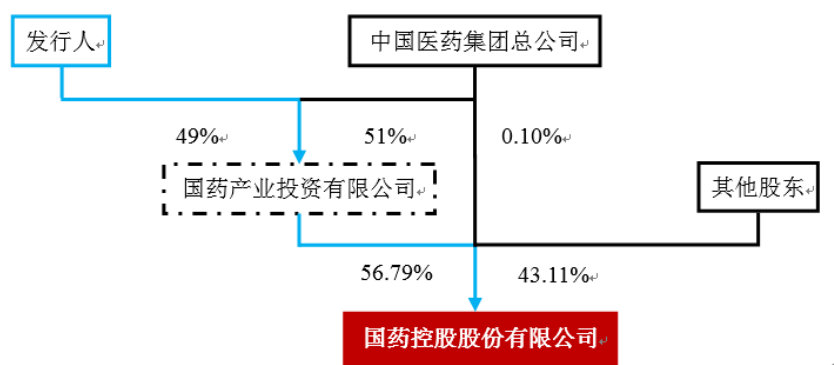 发行人
中国医药集团总公司
49%
51%
0.10%
国药产业投资有限公司
其他股东
56.79%
43.11%
国药控股股份有限公司